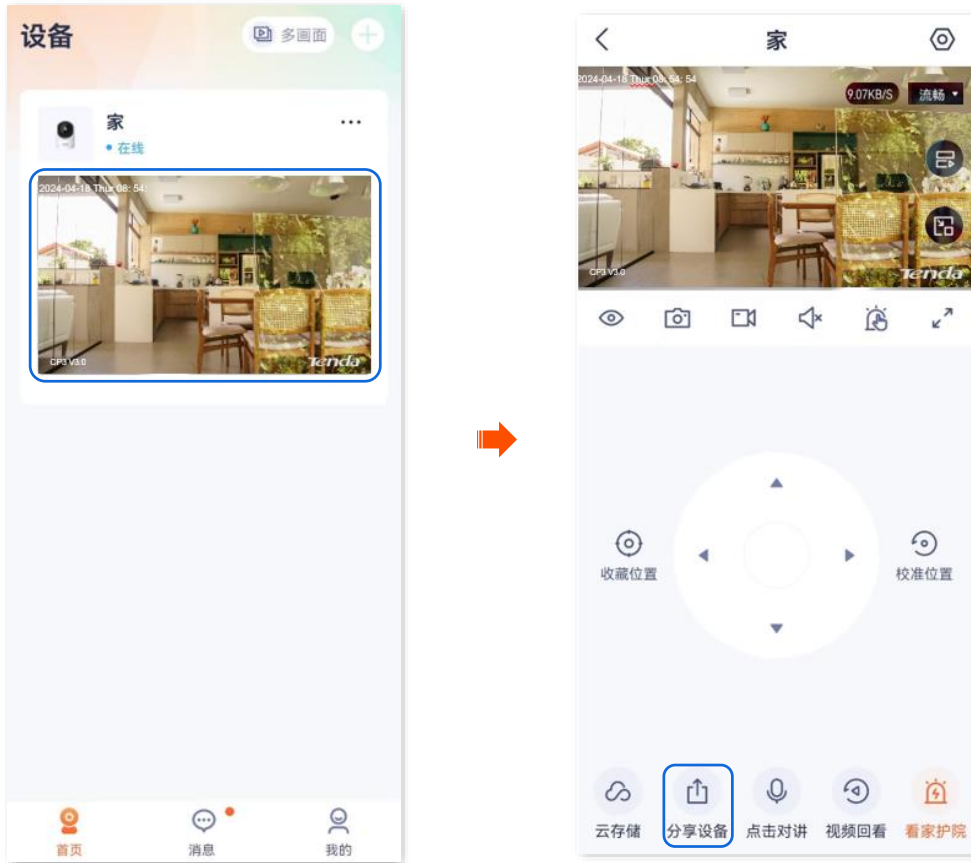 设备
多画面
家
在线
2024-04-18 Thur 08: 54:
CP3 V3.0
Tenda
首页
消息
我的
家
2024-04-18 Thur 08: 54: 54
9.07KB/S
流畅
CP3 V3.0
Tenda
收藏位置
校准位置
云存储
分享设备
点击对讲
视频回看
看家护院